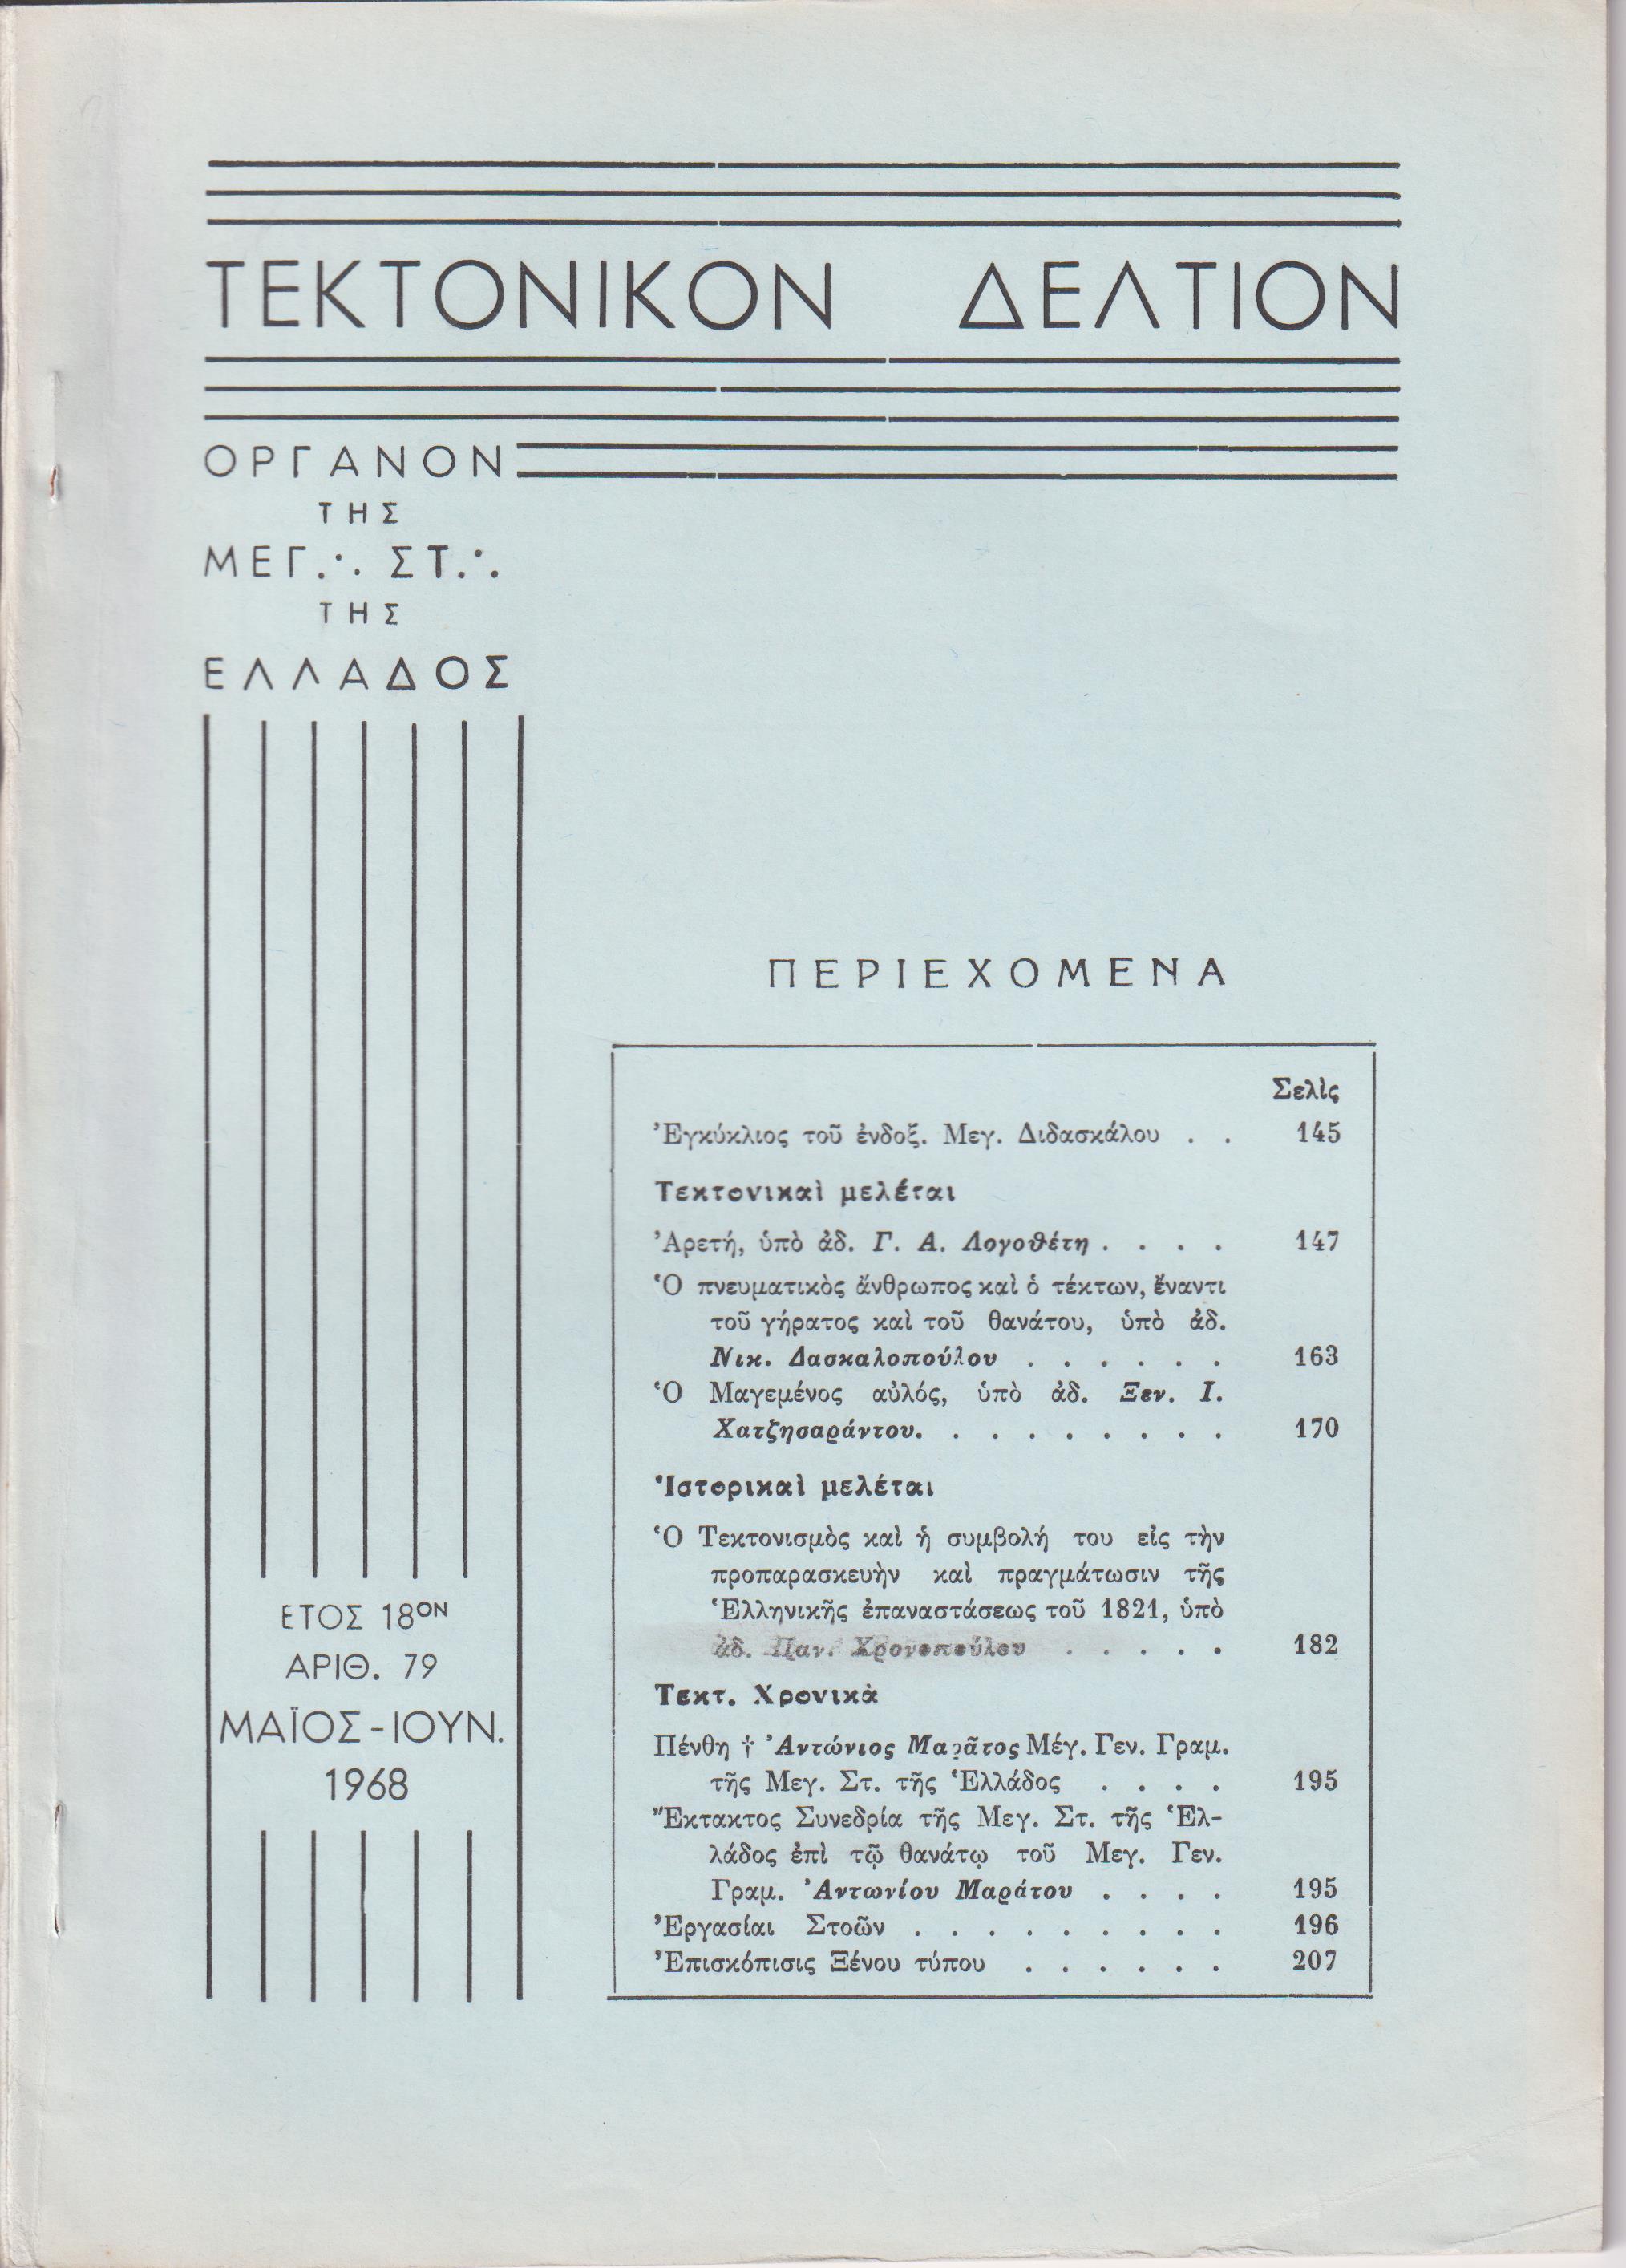 ΤΕΚΤΟΝΙΚΟΝ ΔΕΛΤΙΟΝ
ΟΡΓΑΝΟΝ
ΤΗΣ
ΜΕΓ.·. ΣΤ.·.
ΤΗΣ
ΕΛΛΑΔΟΣ
ΕΤΟΣ 18ΟΝ
ΑΡΙΘ. 79
ΜΑΪΟΣ-ΙΟΥΝ.
1968
ΠΕΡΙΕΧΟΜΕΝΑ
Σελὶς
Ἐγκύκλιος τοῦ ἐνδοξ. Μεγ. Διδασκάλου . . 145
Τεκτονικαὶ μελέται
Ἀρετή, ὑπὸ ἀδ. Γ. Α. Λογοθέτη . . . . 147
Ὁ πνευματικὸς ἄνθρωπος καὶ ὁ τέκτων, ἔναντι
τοῦ γήρατος καὶ τοῦ θανάτου, ὑπὸ ἀδ.
Νικ. Δασκαλοπούλου . . . . . . 163
Ὁ Μαγεμένος αὐλός, ὑπὸ ἀδ. Ξεν. Ι.
Χατζησαράντου. . . . . . . . . 170
Ἱστορικαὶ μελέται
Ὁ Τεκτονισμὸς καὶ ἡ συμβολή του εἰς τὴν
προπαρασκευὴν καὶ πραγμάτωσιν τῆς
Ἑλληνικῆς ἐπαναστάσεως τοῦ 1821, ὑπὸ
ἀδ. Παν. Χρονοπούλου . . . . . 182
Τεκτ. Χρονικὰ
Πένθη † Ἀντώνιος Μαρᾶτος Μέγ. Γεν. Γραμ.
τῆς Μεγ. Στ. τῆς Ἑλλάδος . . . . 195
Ἔκτακτος Συνεδρία τῆς Μεγ. Στ. τῆς Ἑλ-
λάδος ἐπὶ τῷ θανάτῳ τοῦ Μεγ. Γεν.
Γραμ. Ἀντωνίου Μαράτου . . . . 195
Ἐργασίαι Στοῶν . . . . . . . . . 196
Ἐπισκόπισις Ξένου τύπου . . . . . . 207